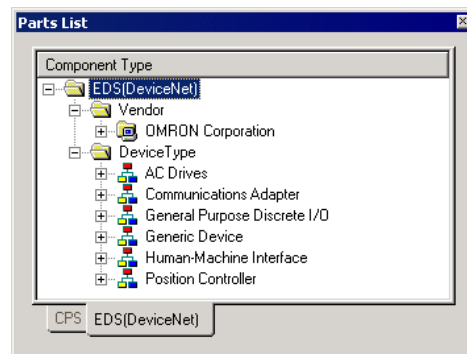 Parts List
Component Type
EDS(DeviceNet)
Vendor
OMRON Corporation
DeviceType
AC Drives
Communications Adapter
General Purpose Discrete I/O
Generic Device
Human-Machine Interface
Position Controller
CPS EDS(DeviceNet)